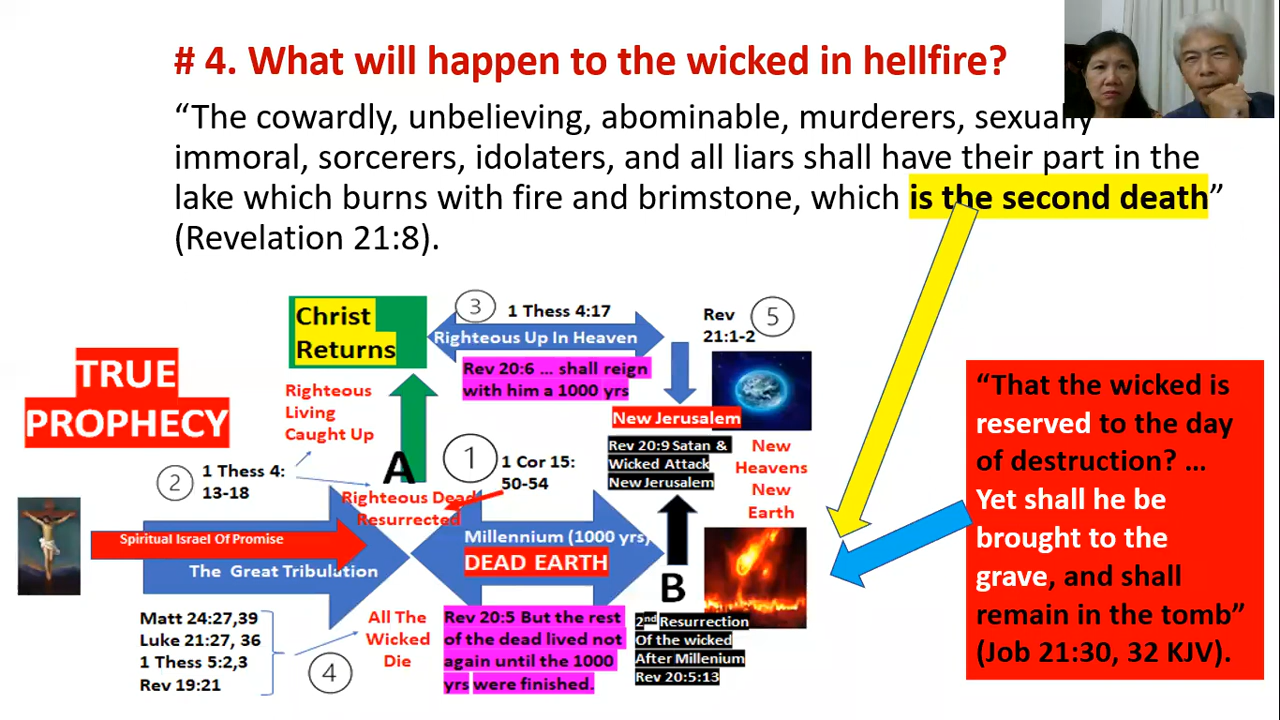 # 4. What will happen to the wicked in hellfire?
“The cowardly, unbelieving, abominable, murderers, sexually
immoral, sorcerers, idolaters, and all liars shall have their part in the
lake which burns with fire and brimstone, which is the second death”
(Revelation 21:8).
TRUE
PROPHECY
Christ
Returns
3
1 Thess 4:17
Righteous Up In Heaven
Rev 20:6 ... shall reign
with him a 1000 yrs
Rev
21:1-2
5
New Jerusalem
Rev 20:9 Satan &
Wicked Attack
New Jerusalem
New
Heavens
New
Earth
Righteous
Living
Caught Up
2
1 Thess 4:
13-18
A
1
1 Cor 15:
50-54
Righteous Dead
Resurrected
Spiritual Israel Of Promise
The Great Tribulation
Millennium (1000 yrs)
DEAD EARTH
B
Matt 24:27,39
Luke 21:27, 36
1 Thess 5:2,3
Rev 19:21
4
All The
Wicked
Die
Rev 20:5 But the rest
of the dead lived not
again until the 1000
yrs were finished.
2nd Resurrection
Of the wicked
After Millenium
Rev 20:5:13
“That the wicked is
reserved to the day
of destruction? ...
Yet shall he be
brought to the
grave, and shall
remain in the tomb”
(Job 21:30, 32 KJV).